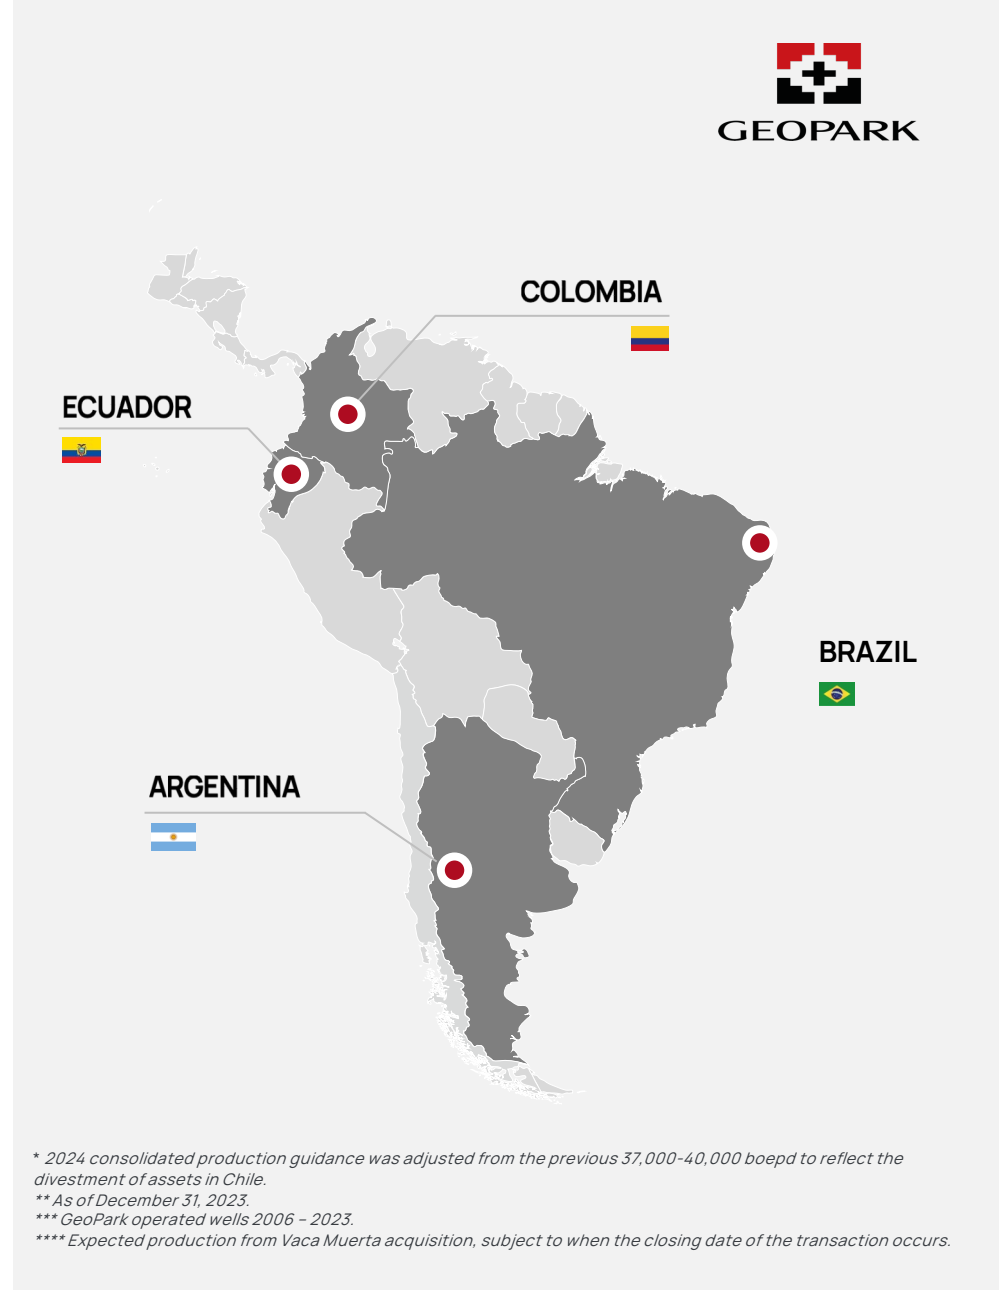 GEOPARK
COLOMBIA
ECUADOR
BRAZIL
ARGENTINA
* 2024 consolidated production guidance was adjusted from the previous 37,000-40,000 boepd to reflect the
divestment of assets in Chile.
** As of December 31, 2023.
*** GeoPark operated wells 2006 – 2023.
**** Expected production from Vaca Muerta acquisition, subject to when the closing date of the transaction occurs.